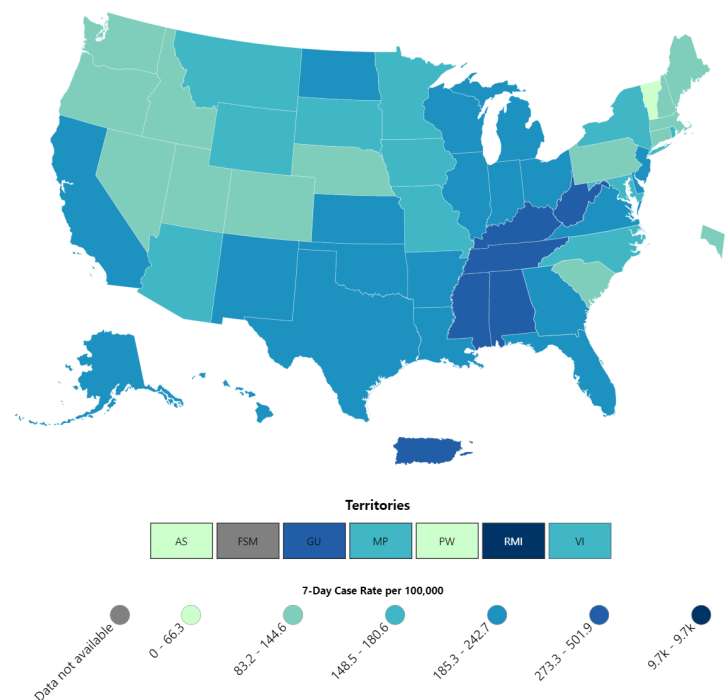 Territories
AS
FSM
GU
MP
PW
RMI
VI
7-Day Case Rate per 100,000
Data not available
0 - 66.3
83.2 - 144.6
148.5 - 180.6
185.3 - 242.7
273.3 - 501.9
9.7k - 9.7k